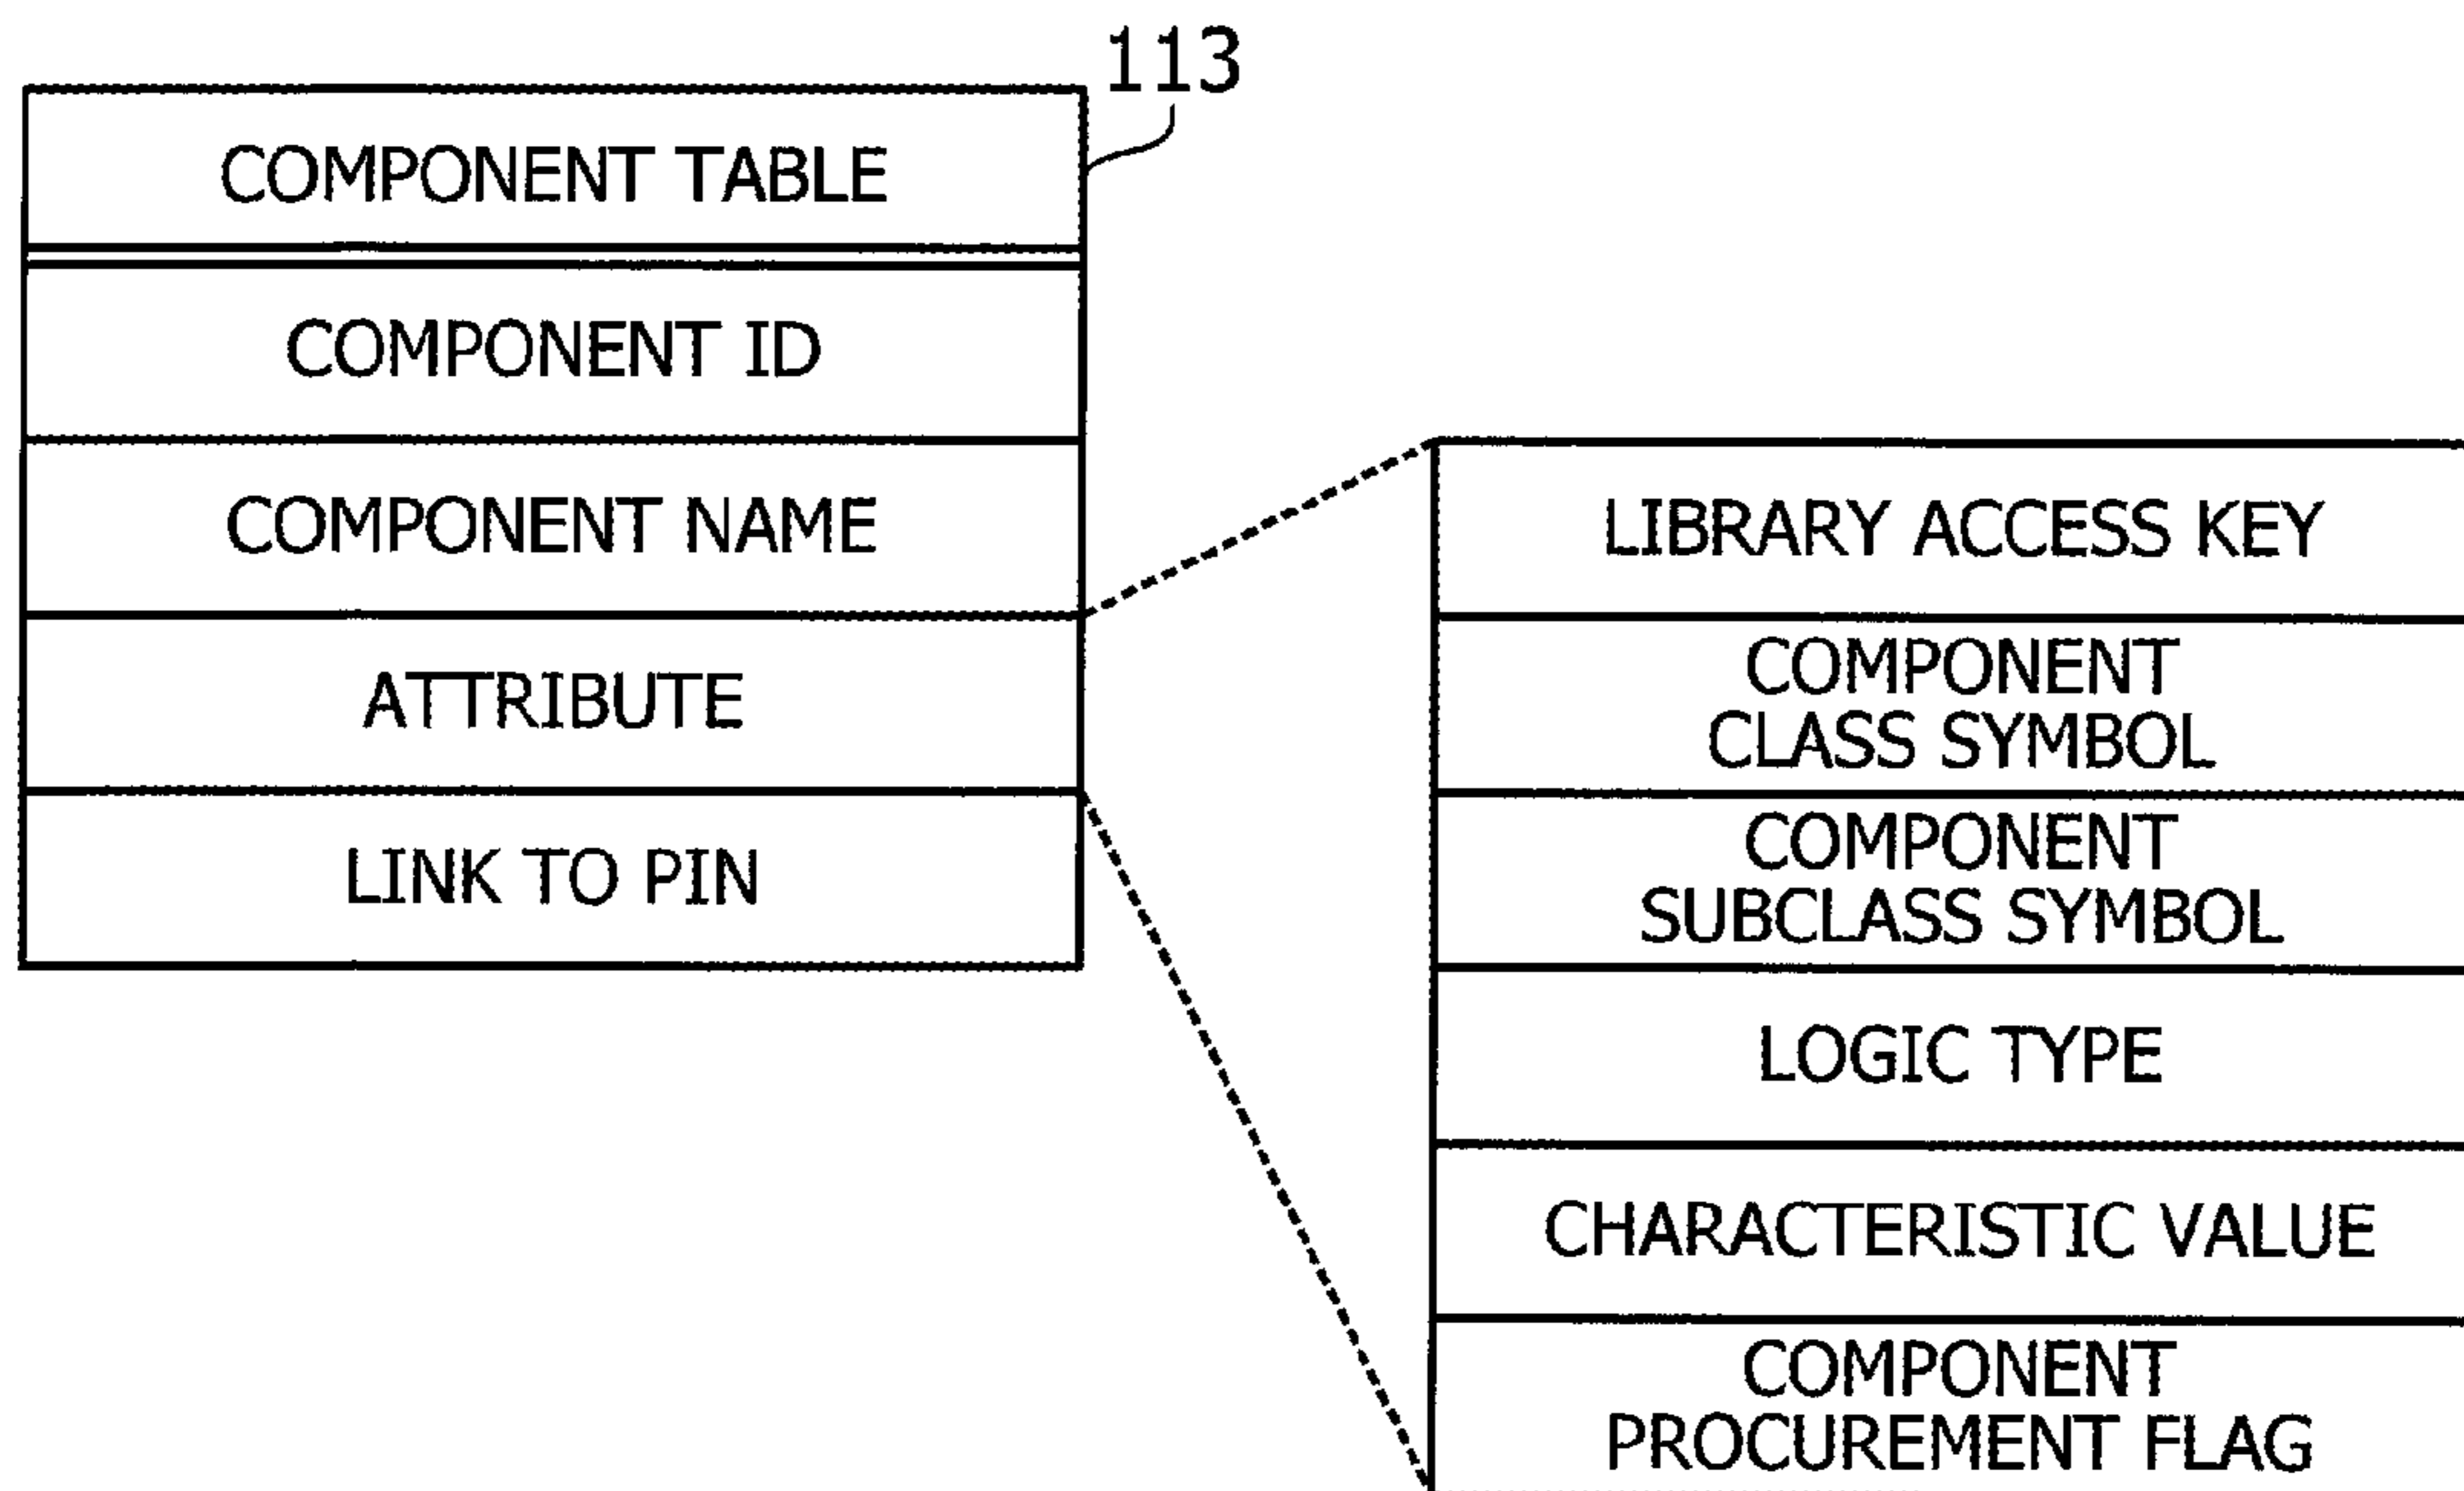 113
COMPONENT TABLE
COMPONENT ID
COMPONENT NAME
ATTRIBUTE
LINK TO PIN
LIBRARY ACCESS KEY
COMPONENT
CLASS SYMBOL
COMPONENT
SUBCLASS SYMBOL
LOGIC TYPE
CHARACTERISTIC VALUE
COMPONENT
PROCUREMENT FLAG